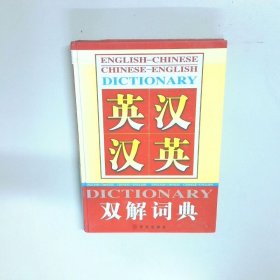 ENGLISH-CHINESE
CHINESE-ENGLISH
DICTIONARY
英汉
汉英
DICTIONARY
双解词典